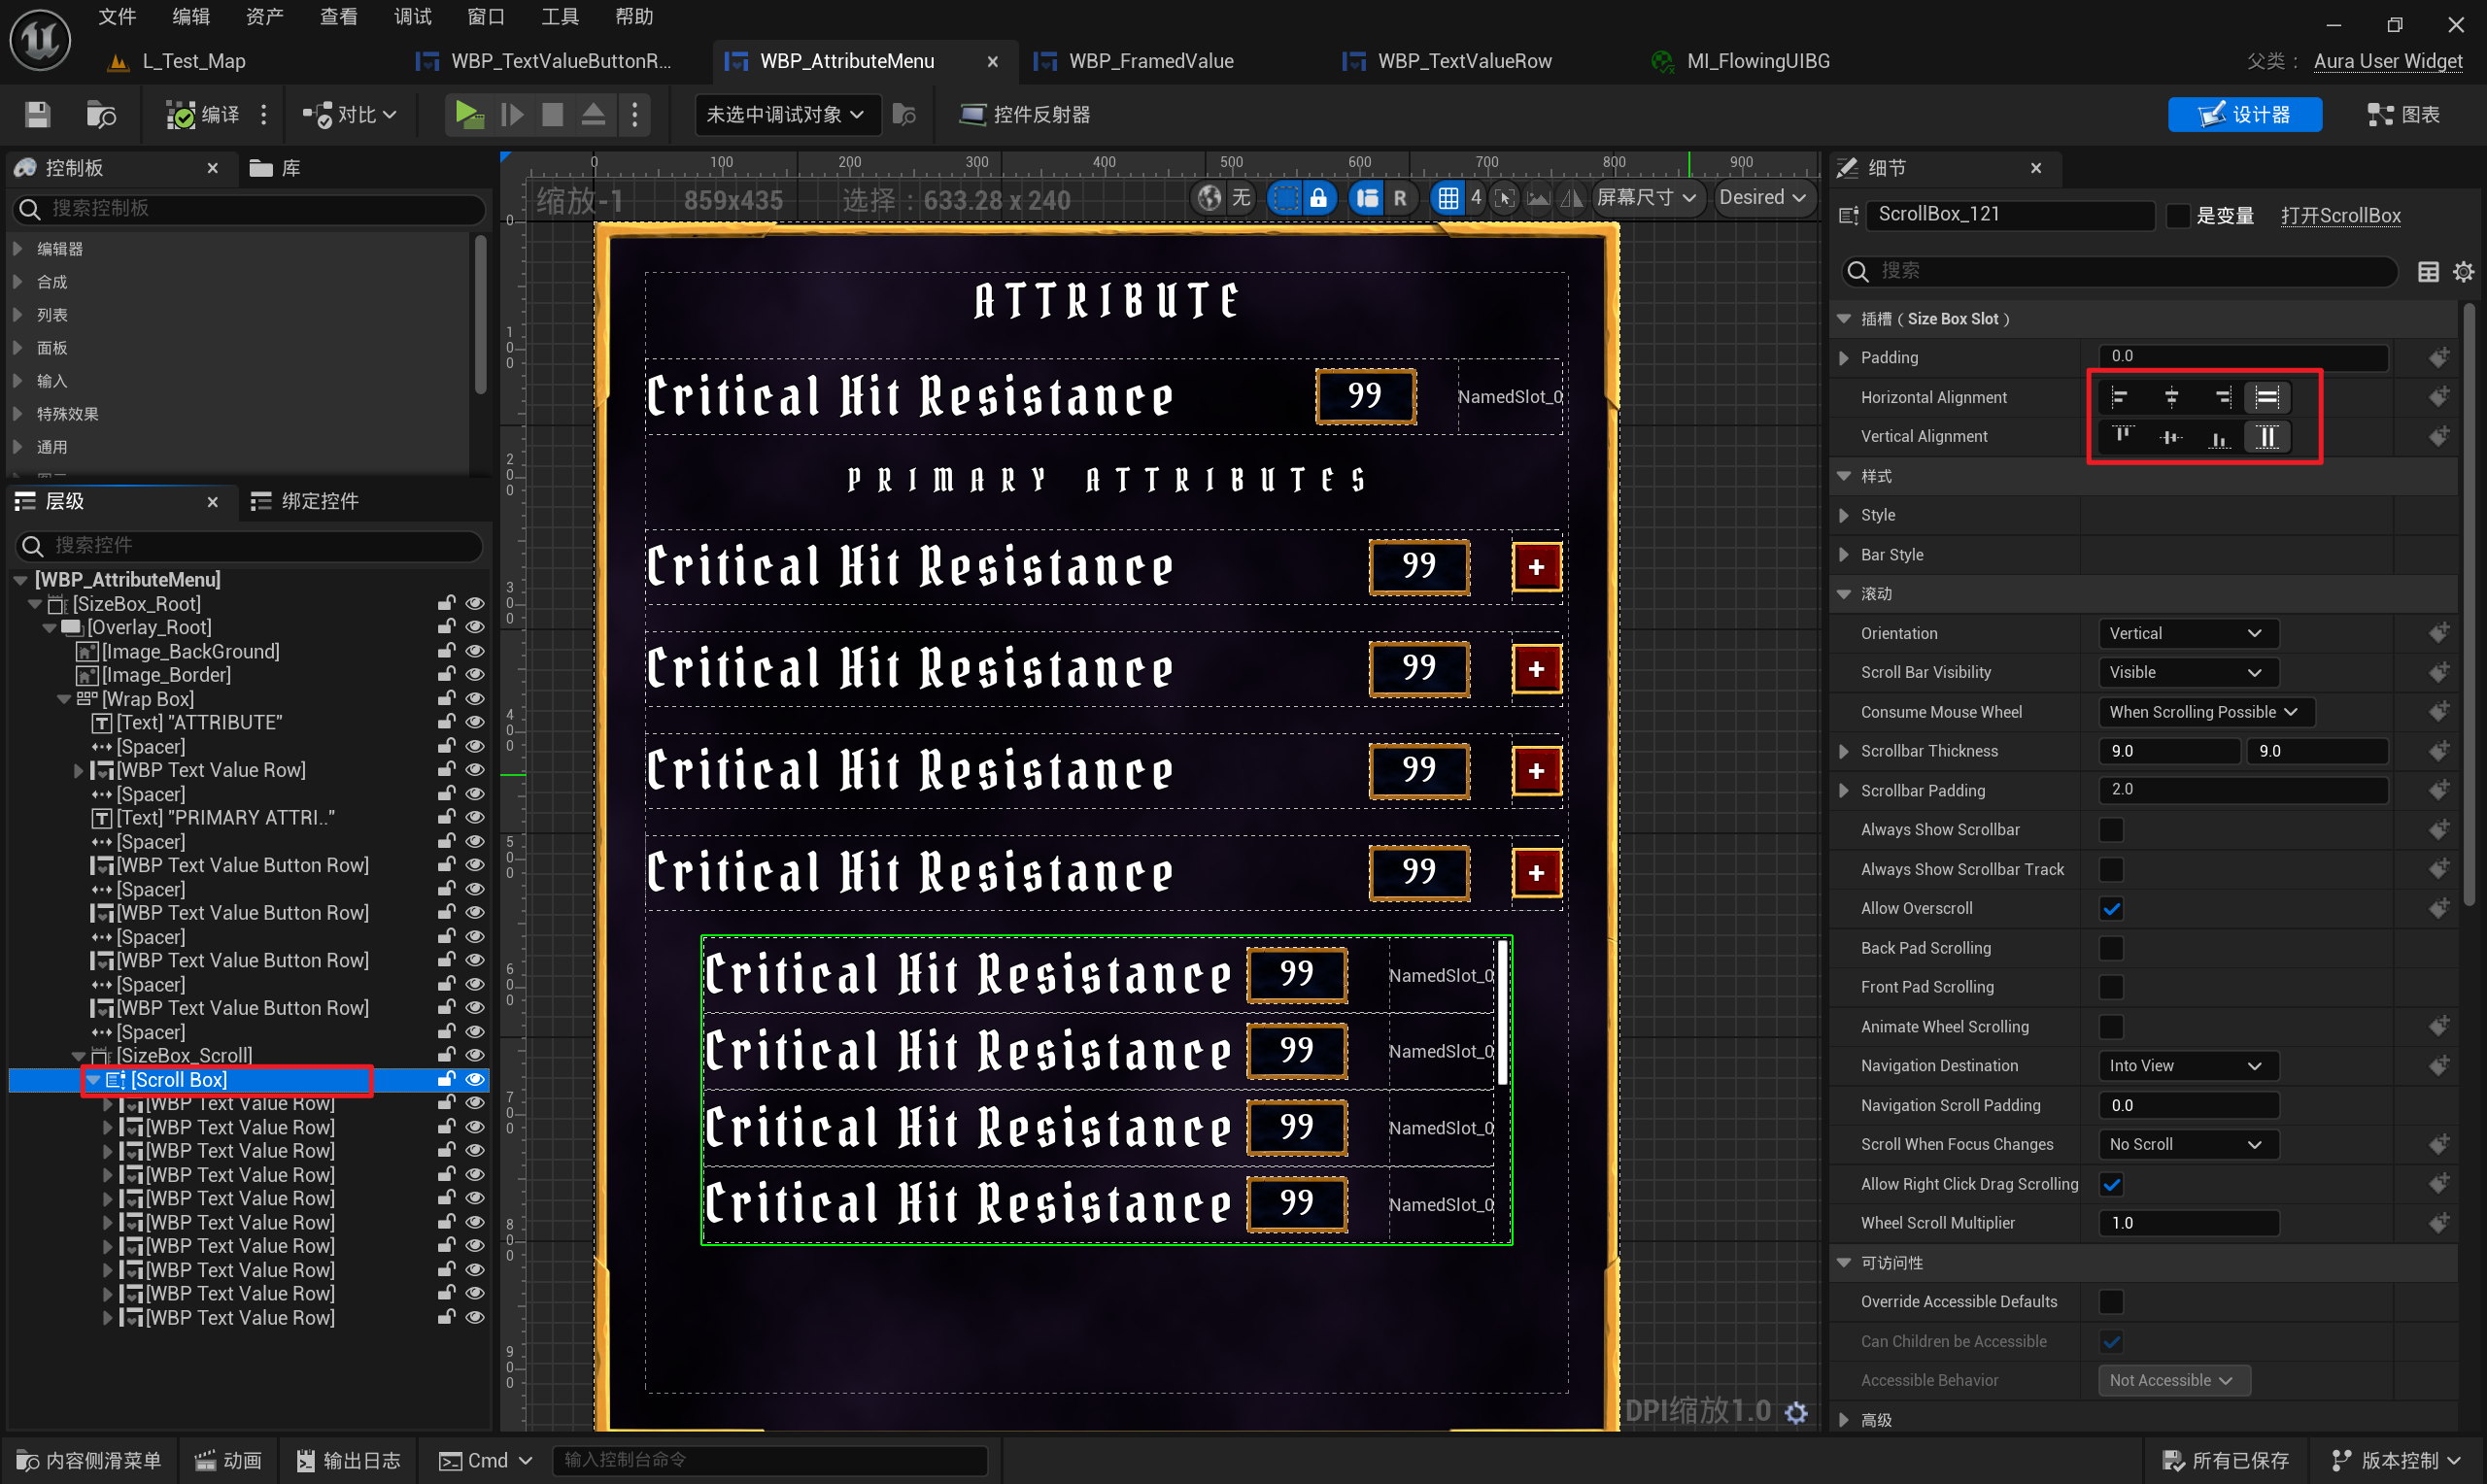 文件 编辑 资产 查看 调试 窗口 工具 帮助
L_Test_Map WBP_TextValueButtonR... WBP_AttributeMenu WBP_FramedValue WBP_TextValueRow MI_FlowingUIBG 父类： Aura User Widget
编译 对比 未选中调试对象 控件反射器 设计器 图表
控制板 库
搜索控制板
编辑器
合成
列表
面板
输入
特殊效果
通用
层级 绑定控件
搜索控件
[WBP_AttributeMenu]
[SizeBox_Root]
[Overlay_Root]
[Image_BackGround]
[Image_Border]
[Wrap Box]
[Text] "ATTRIBUTE"
[Spacer]
[WBP Text Value Row]
[Spacer]
[Text] "PRIMARY ATTRI.."
[Spacer]
[WBP Text Value Button Row]
[Spacer]
[WBP Text Value Button Row]
[Spacer]
[WBP Text Value Button Row]
[Spacer]
[WBP Text Value Button Row]
[Spacer]
[SizeBox_Scroll]
[Scroll Box]
[WBP Text Value Row]
[WBP Text Value Row]
[WBP Text Value Row]
[WBP Text Value Row]
[WBP Text Value Row]
[WBP Text Value Row]
[WBP Text Value Row]
[WBP Text Value Row]
[WBP Text Value Row]
[WBP Text Value Row]
0 100 200 300 400 500 600 700 800 900
缩放-1 859x435 选择：633.28 x 240 无 R 4 屏幕尺寸 Desired
0
100
200
300
400
500
600
700
800
900
ATTRIBUTE
Critical Hit Resistance 99 NamedSlot_0
PRIMARY ATTRIBUTES
Critical Hit Resistance 99 +
Critical Hit Resistance 99 +
Critical Hit Resistance 99 +
Critical Hit Resistance 99 +
Critical Hit Resistance 99 NamedSlot_0
Critical Hit Resistance 99 NamedSlot_0
Critical Hit Resistance 99 NamedSlot_0
Critical Hit Resistance 99 NamedSlot_0
DPI缩放1.0
细节
ScrollBox_121 是变量 打开ScrollBox
搜索
插槽（Size Box Slot）
Padding 0.0
Horizontal Alignment
Vertical Alignment
样式
Style
Bar Style
滚动
Orientation Vertical
Scroll Bar Visibility Visible
Consume Mouse Wheel When Scrolling Possible
Scrollbar Thickness 9.0 9.0
Scrollbar Padding 2.0
Always Show Scrollbar
Always Show Scrollbar Track
Allow Overscroll
Back Pad Scrolling
Front Pad Scrolling
Animate Wheel Scrolling
Navigation Destination Into View
Navigation Scroll Padding 0.0
Scroll When Focus Changes No Scroll
Allow Right Click Drag Scrolling
Wheel Scroll Multiplier 1.0
可访问性
Override Accessible Defaults
Can Children be Accessible
Accessible Behavior Not Accessible
高级
内容侧滑菜单 动画 输出日志 Cmd 输入控制台命令 所有已保存 版本控制